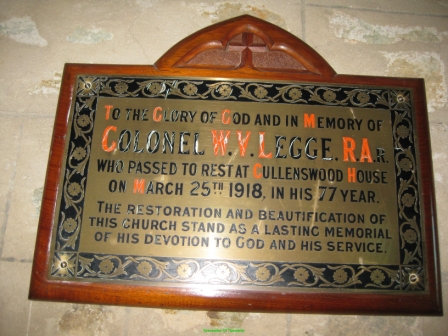 TO THE GLORY OF GOD AND IN MEMORY OF
COLONEL W.V. LEGGE, R.A.R.
WHO PASSED TO REST AT CULLENSWOOD HOUSE
ON MARCH 25TH 1918, IN HIS 77 YEAR.
THE RESTORATION AND BEAUTIFICATION OF
THIS CHURCH STAND AS A LASTING MEMORIAL
OF HIS DEVOTION TO GOD AND HIS SERVICE.